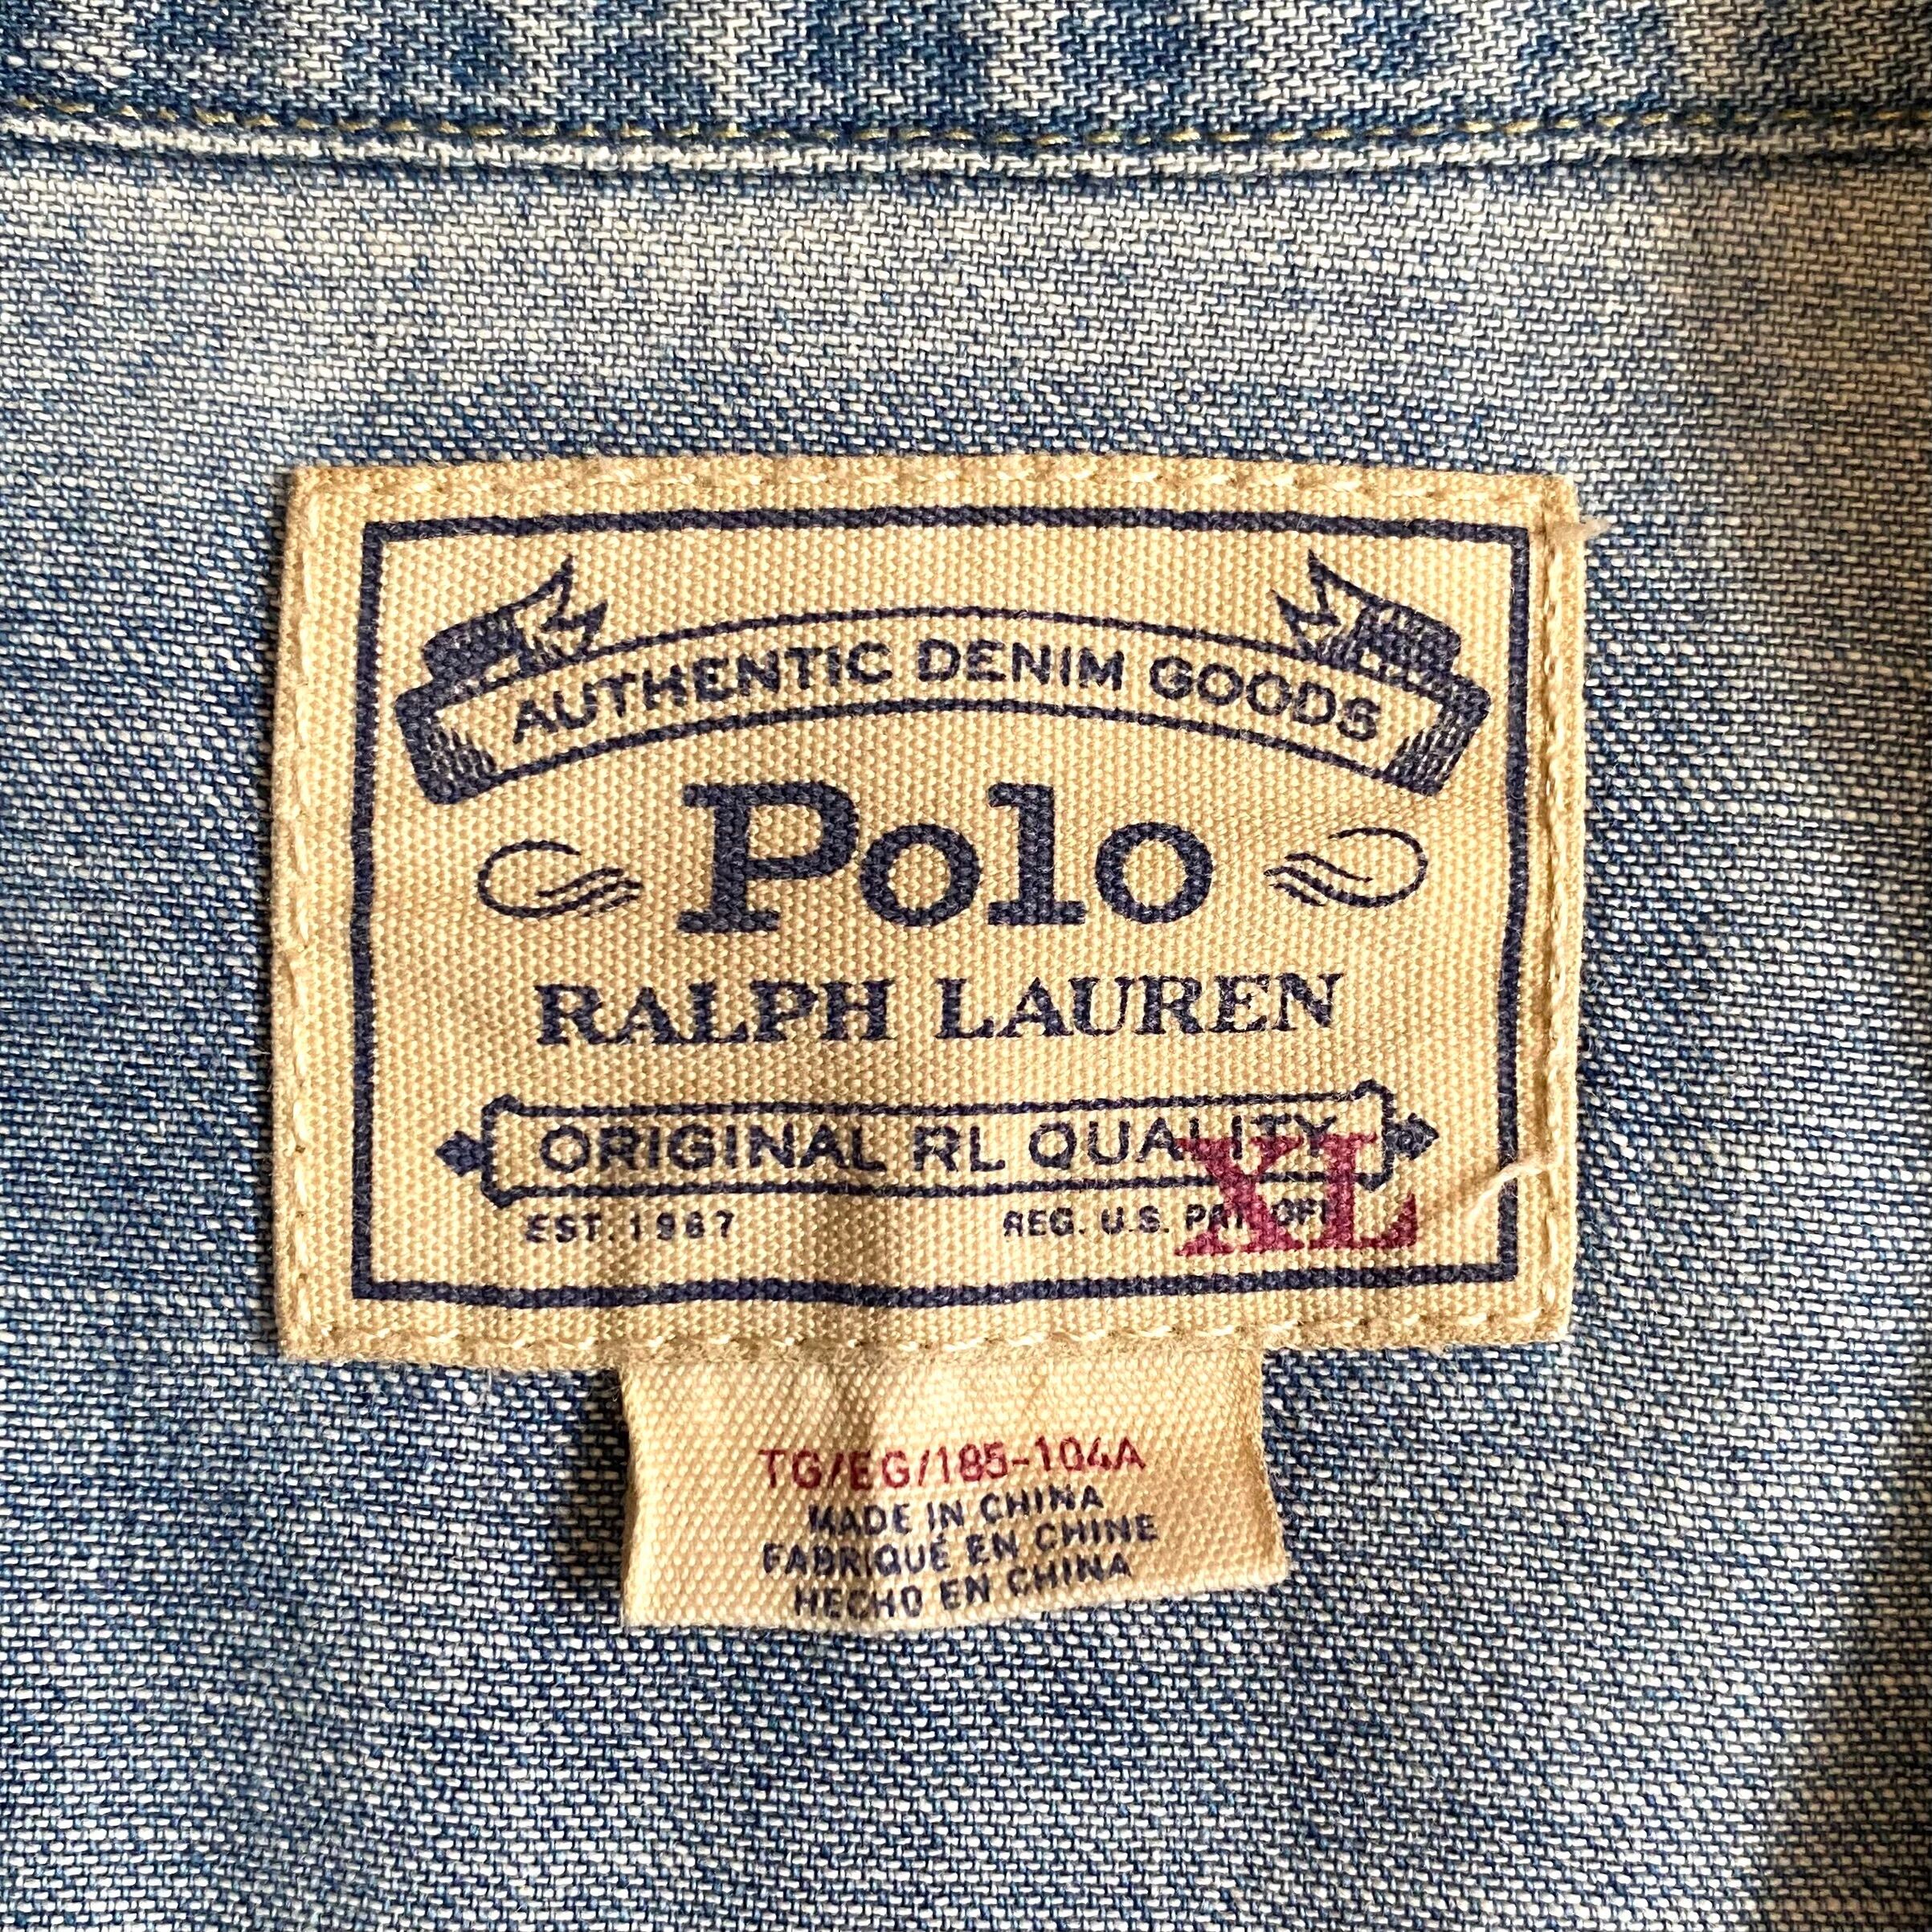 AUTHENTIC DENIM GOODS
Polo
RALPH LAUREN
ORIGINAL RL QUALITY
XL
EST. 1967 REG. U.S. PAT. OFF.
TG/EG/185-104A
MADE IN CHINA
FABRIQUÉ EN CHINE
HECHO EN CHINA